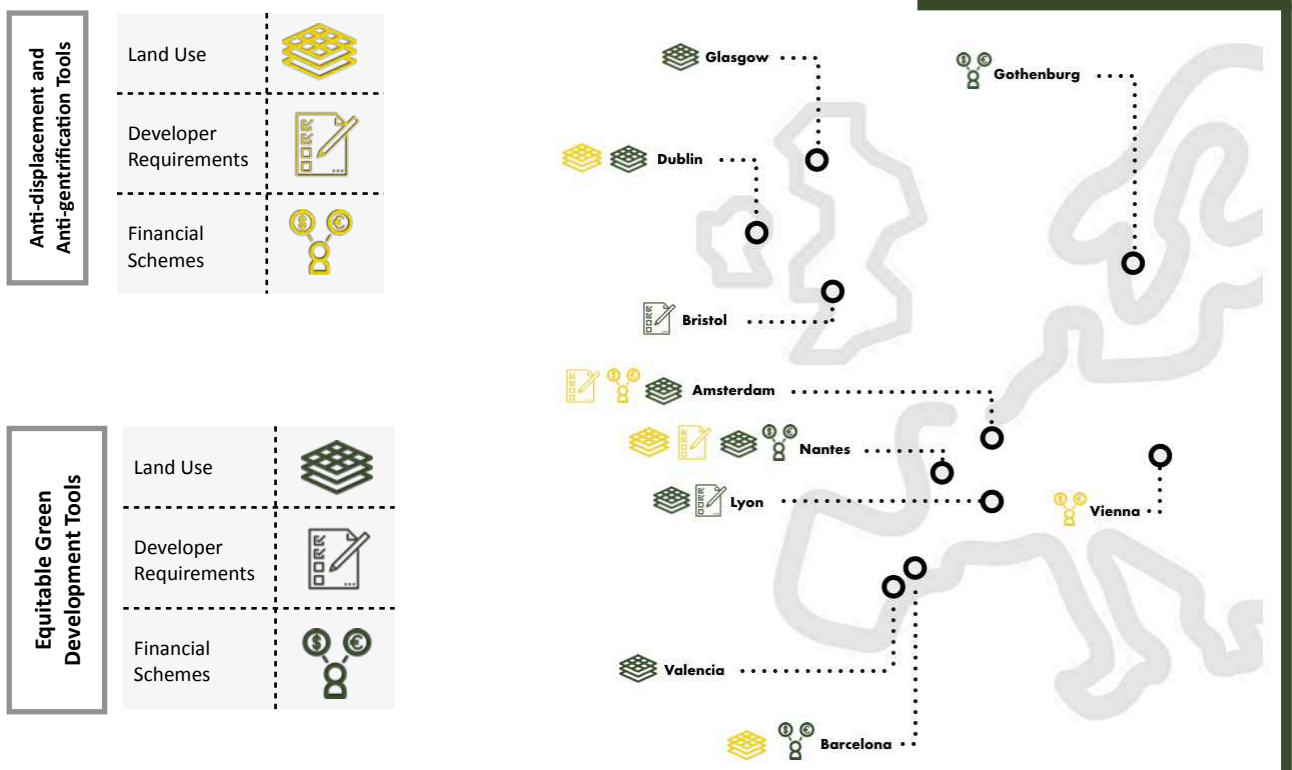 Anti-displacement and
Anti-gentrification Tools
Land Use
Developer
Requirements
Financial
Schemes
Equitable Green
Development Tools
Land Use
Developer
Requirements
Financial
Schemes
Glasgow
Gothenburg
Dublin
Bristol
Amsterdam
Nantes
Lyon
Vienna
Valencia
Barcelona